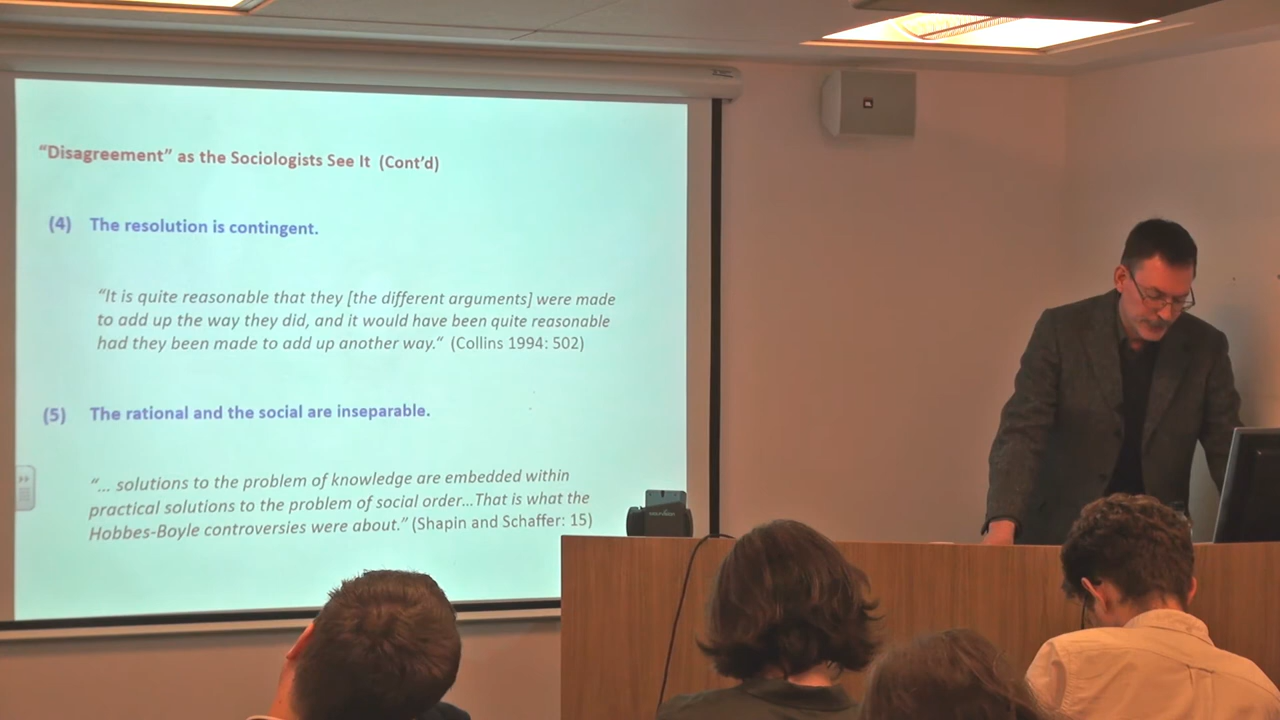 “Disagreement” as the Sociologists See It (Cont’d)
(4) The resolution is contingent.
“It is quite reasonable that they [the different arguments] were made
to add up the way they did, and it would have been quite reasonable
had they been made to add up another way.” (Collins 1994: 502)
(5) The rational and the social are inseparable.
“… solutions to the problem of knowledge are embedded within
practical solutions to the problem of social order…That is what the
Hobbes-Boyle controversies were about.” (Shapin and Schaffer: 15)